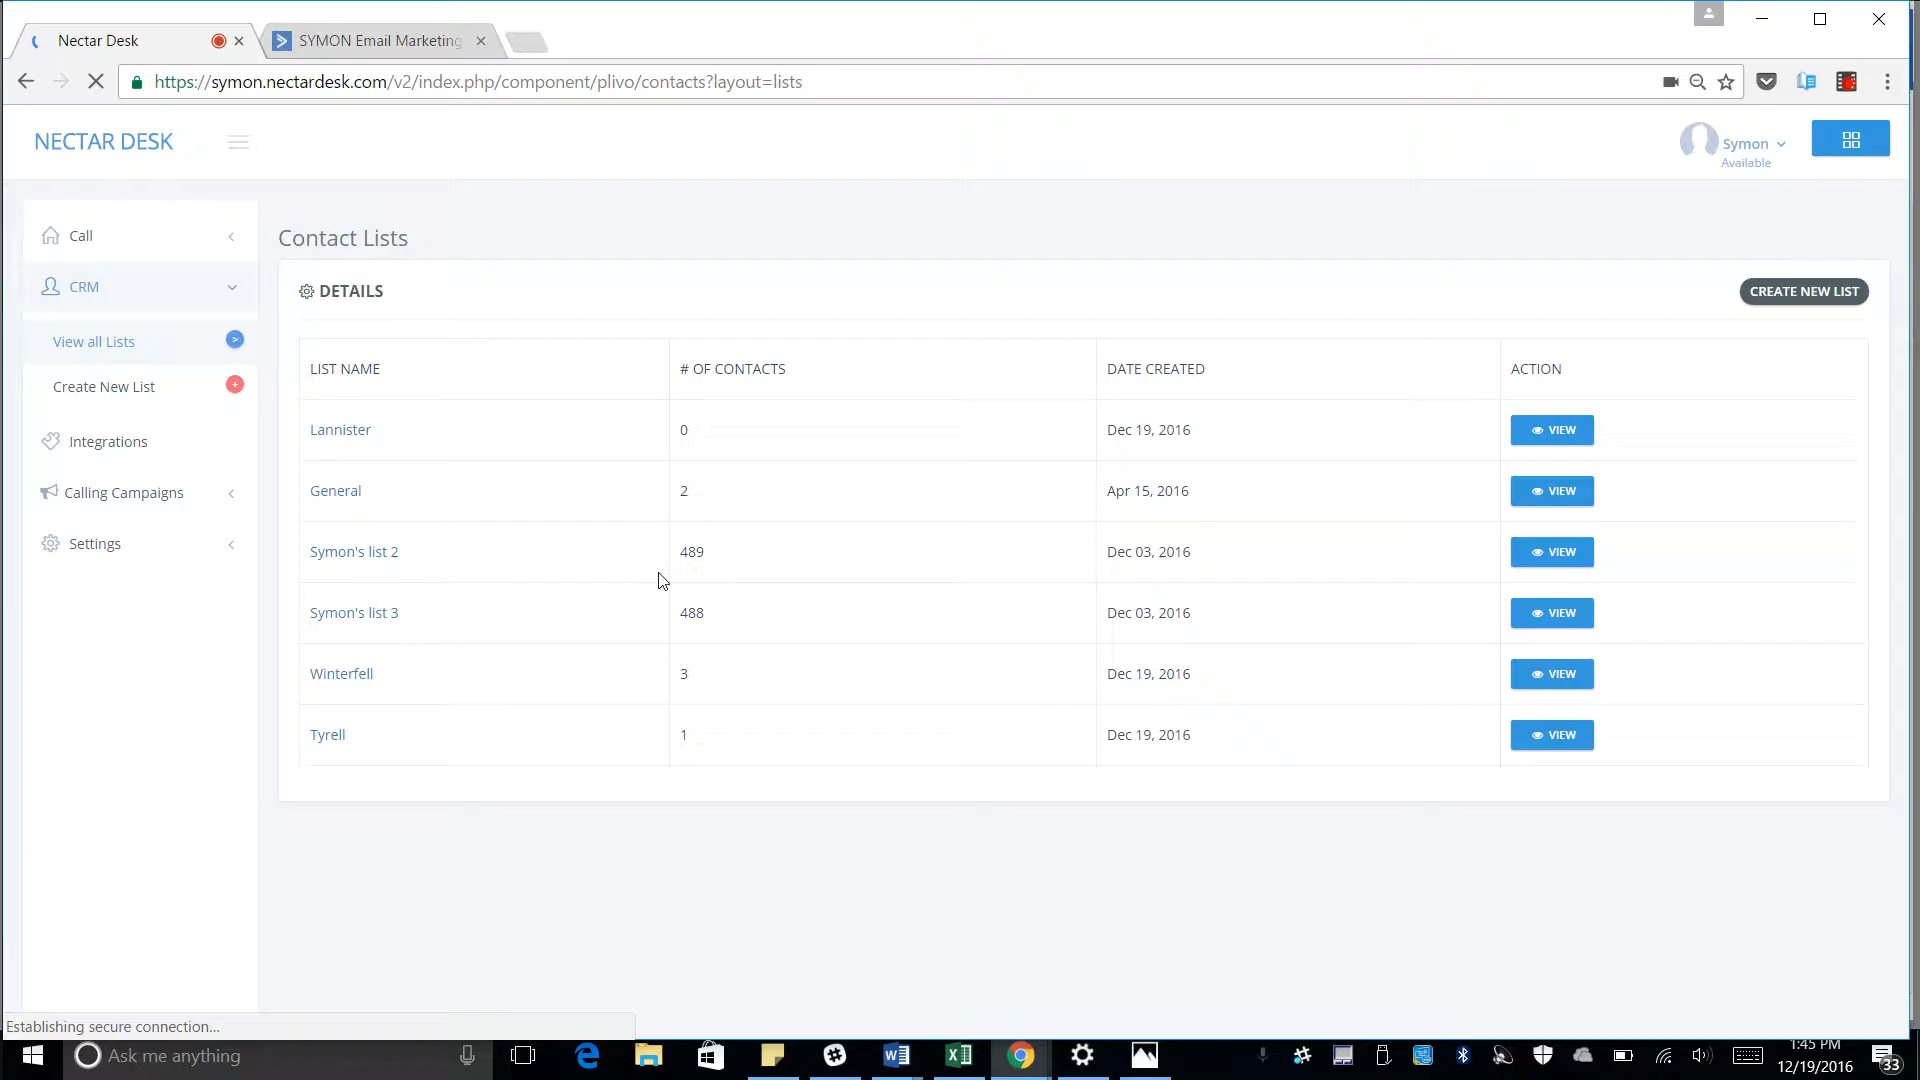 Nectar Desk
SYMON Email Marketing
https://symon.nectardesk.com/v2/index.php/component/plivo/contacts?layout=lists
NECTAR DESK
Symon
Available
Call
CRM
View all Lists
Create New List
Integrations
Calling Campaigns
Settings
Contact Lists
DETAILS
CREATE NEW LIST
LIST NAME # OF CONTACTS DATE CREATED ACTION
Lannister 0 Dec 19, 2016 VIEW
General 2 Apr 15, 2016 VIEW
Symon's list 2 489 Dec 03, 2016 VIEW
Symon's list 3 488 Dec 03, 2016 VIEW
Winterfell 3 Dec 19, 2016 VIEW
Tyrell 1 Dec 19, 2016 VIEW
Establishing secure connection...
Ask me anything
1:45 PM
12/19/2016
33